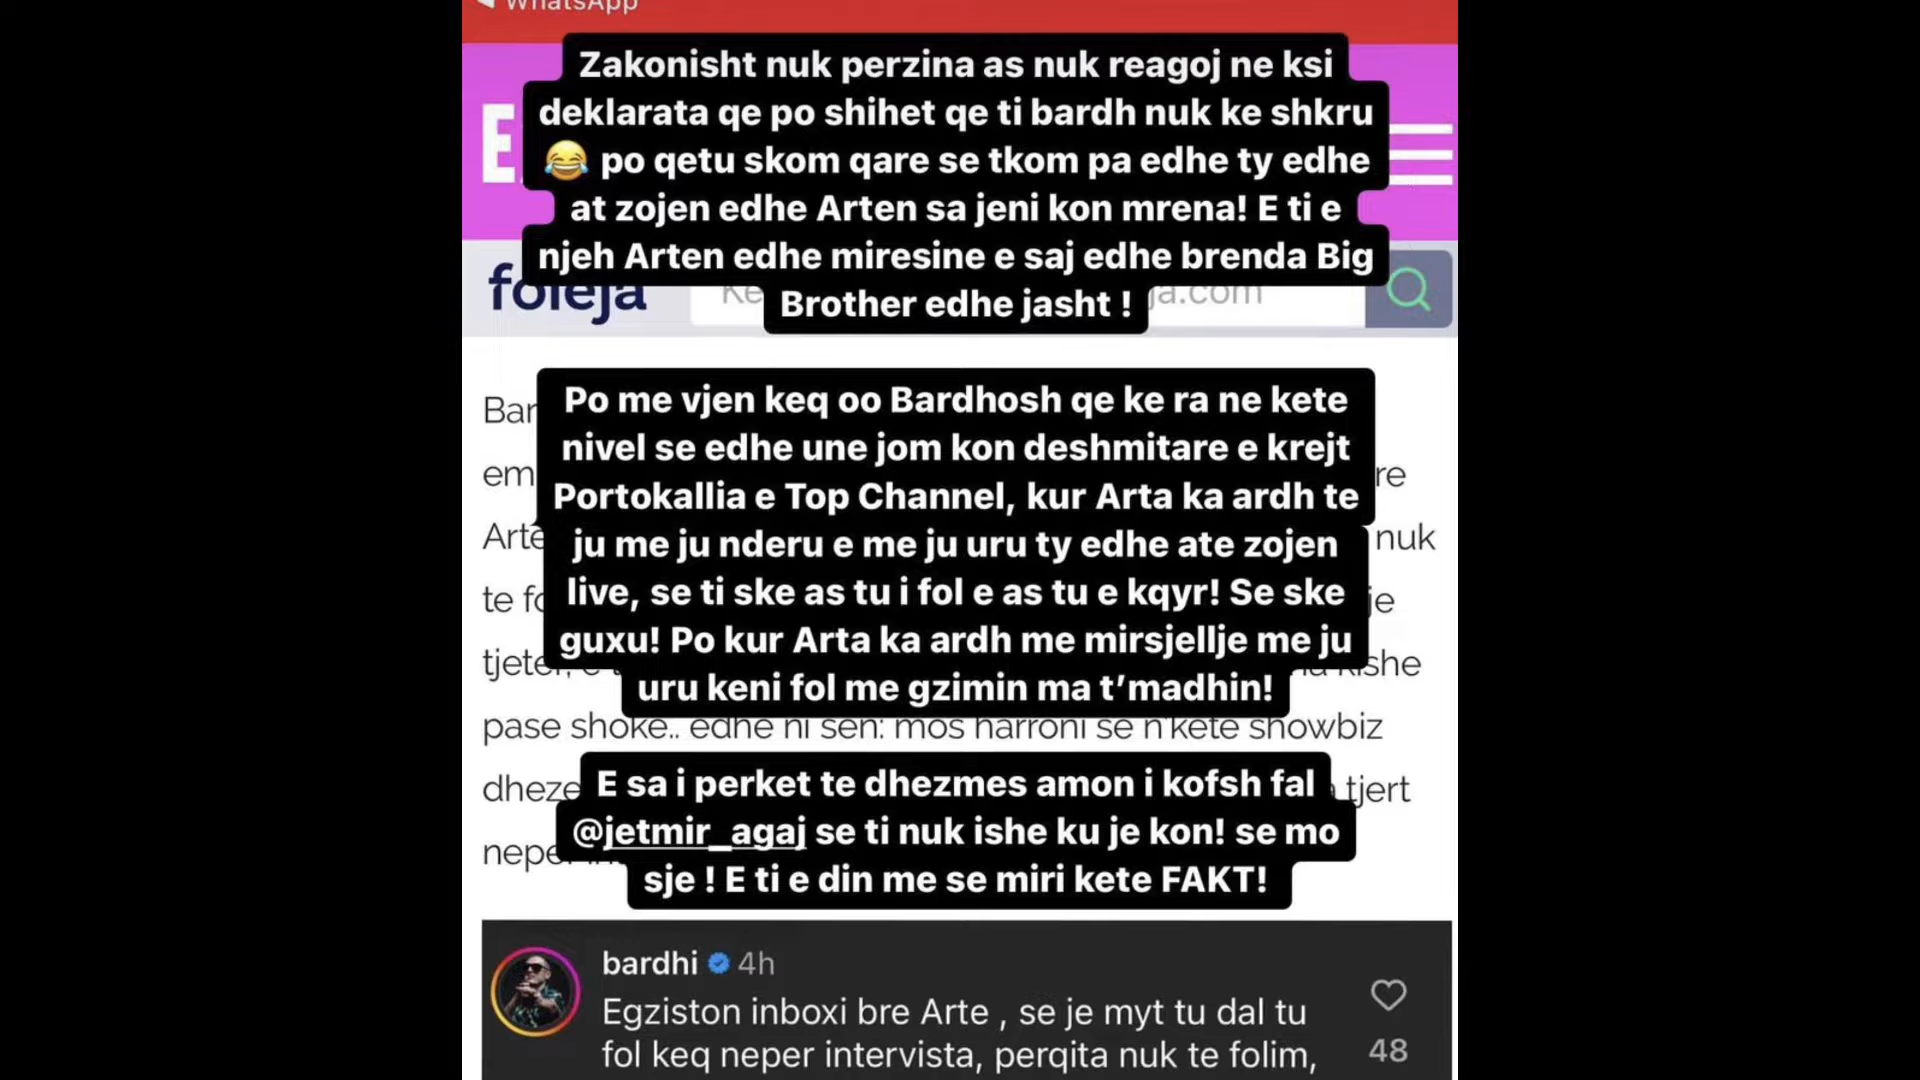 WhatsApp
Zakonisht nuk perzina as nuk reagoj ne ksi
deklarata qe po shihet qe ti bardh nuk ke shkru
😂 po qetu skom qare se tkom pa edhe ty edhe
at zojen edhe Arten sa jeni kon mrena! E ti e
njeh Arten edhe miresine e saj edhe brenda Big
Brother edhe jasht !
foleja
Po me vjen keq oo Bardhosh qe ke ra ne kete
nivel se edhe une jom kon deshmitare e krejt
Portokallia e Top Channel, kur Arta ka ardh te
ju me ju nderu e me ju uru ty edhe ate zojen
nuk
live, se ti ske as tu i fol e as tu e kqyr! Se ske
guxu! Po kur Arta ka ardh me mirsjellje me ju
uru keni fol me gzimin ma t’madhin!
pase shoke.. edhe ni sen: mos harroni se n'kete showbiz
E sa i perket te dhezmes amon i kofsh fal
tjert
@jetmir_agaj se ti nuk ishe ku je kon! se mo
sje ! E ti e din me se miri kete FAKT!
bardhi 4h
Egziston inboxi bre Arte , se je myt tu dal tu
fol keq neper intervista, perqita nuk te folim,
48